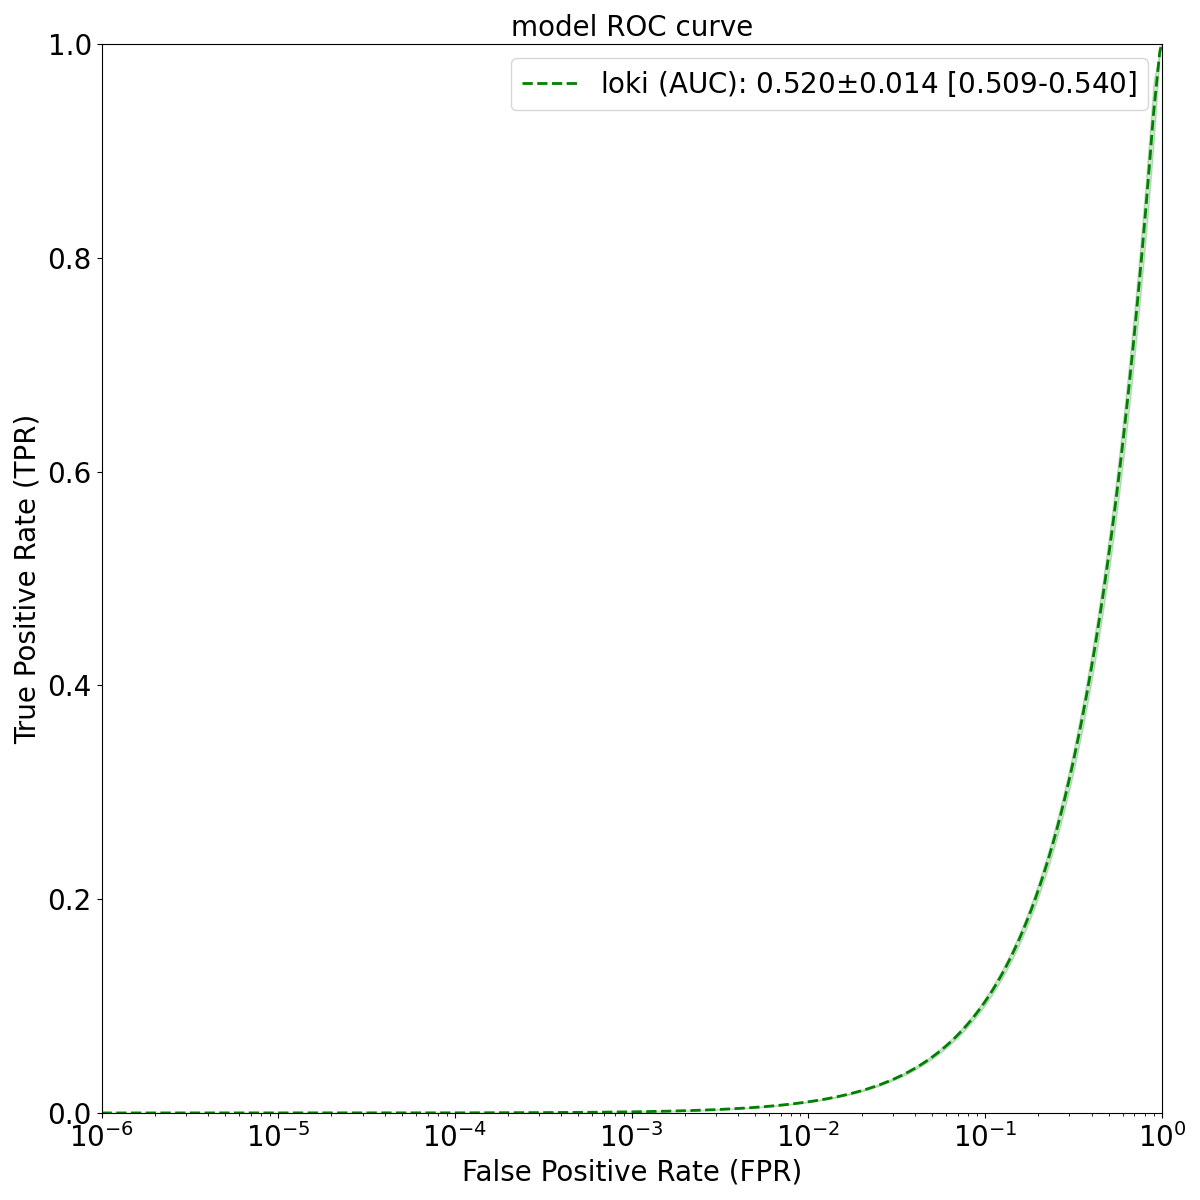 model ROC curve
loki (AUC): 0.520±0.014 [0.509-0.540]
1.0
0.8
0.6
0.4
0.2
0.0
True Positive Rate (TPR)
10⁻⁶ 10⁻⁵ 10⁻⁴ 10⁻³ 10⁻² 10⁻¹ 10⁰
False Positive Rate (FPR)